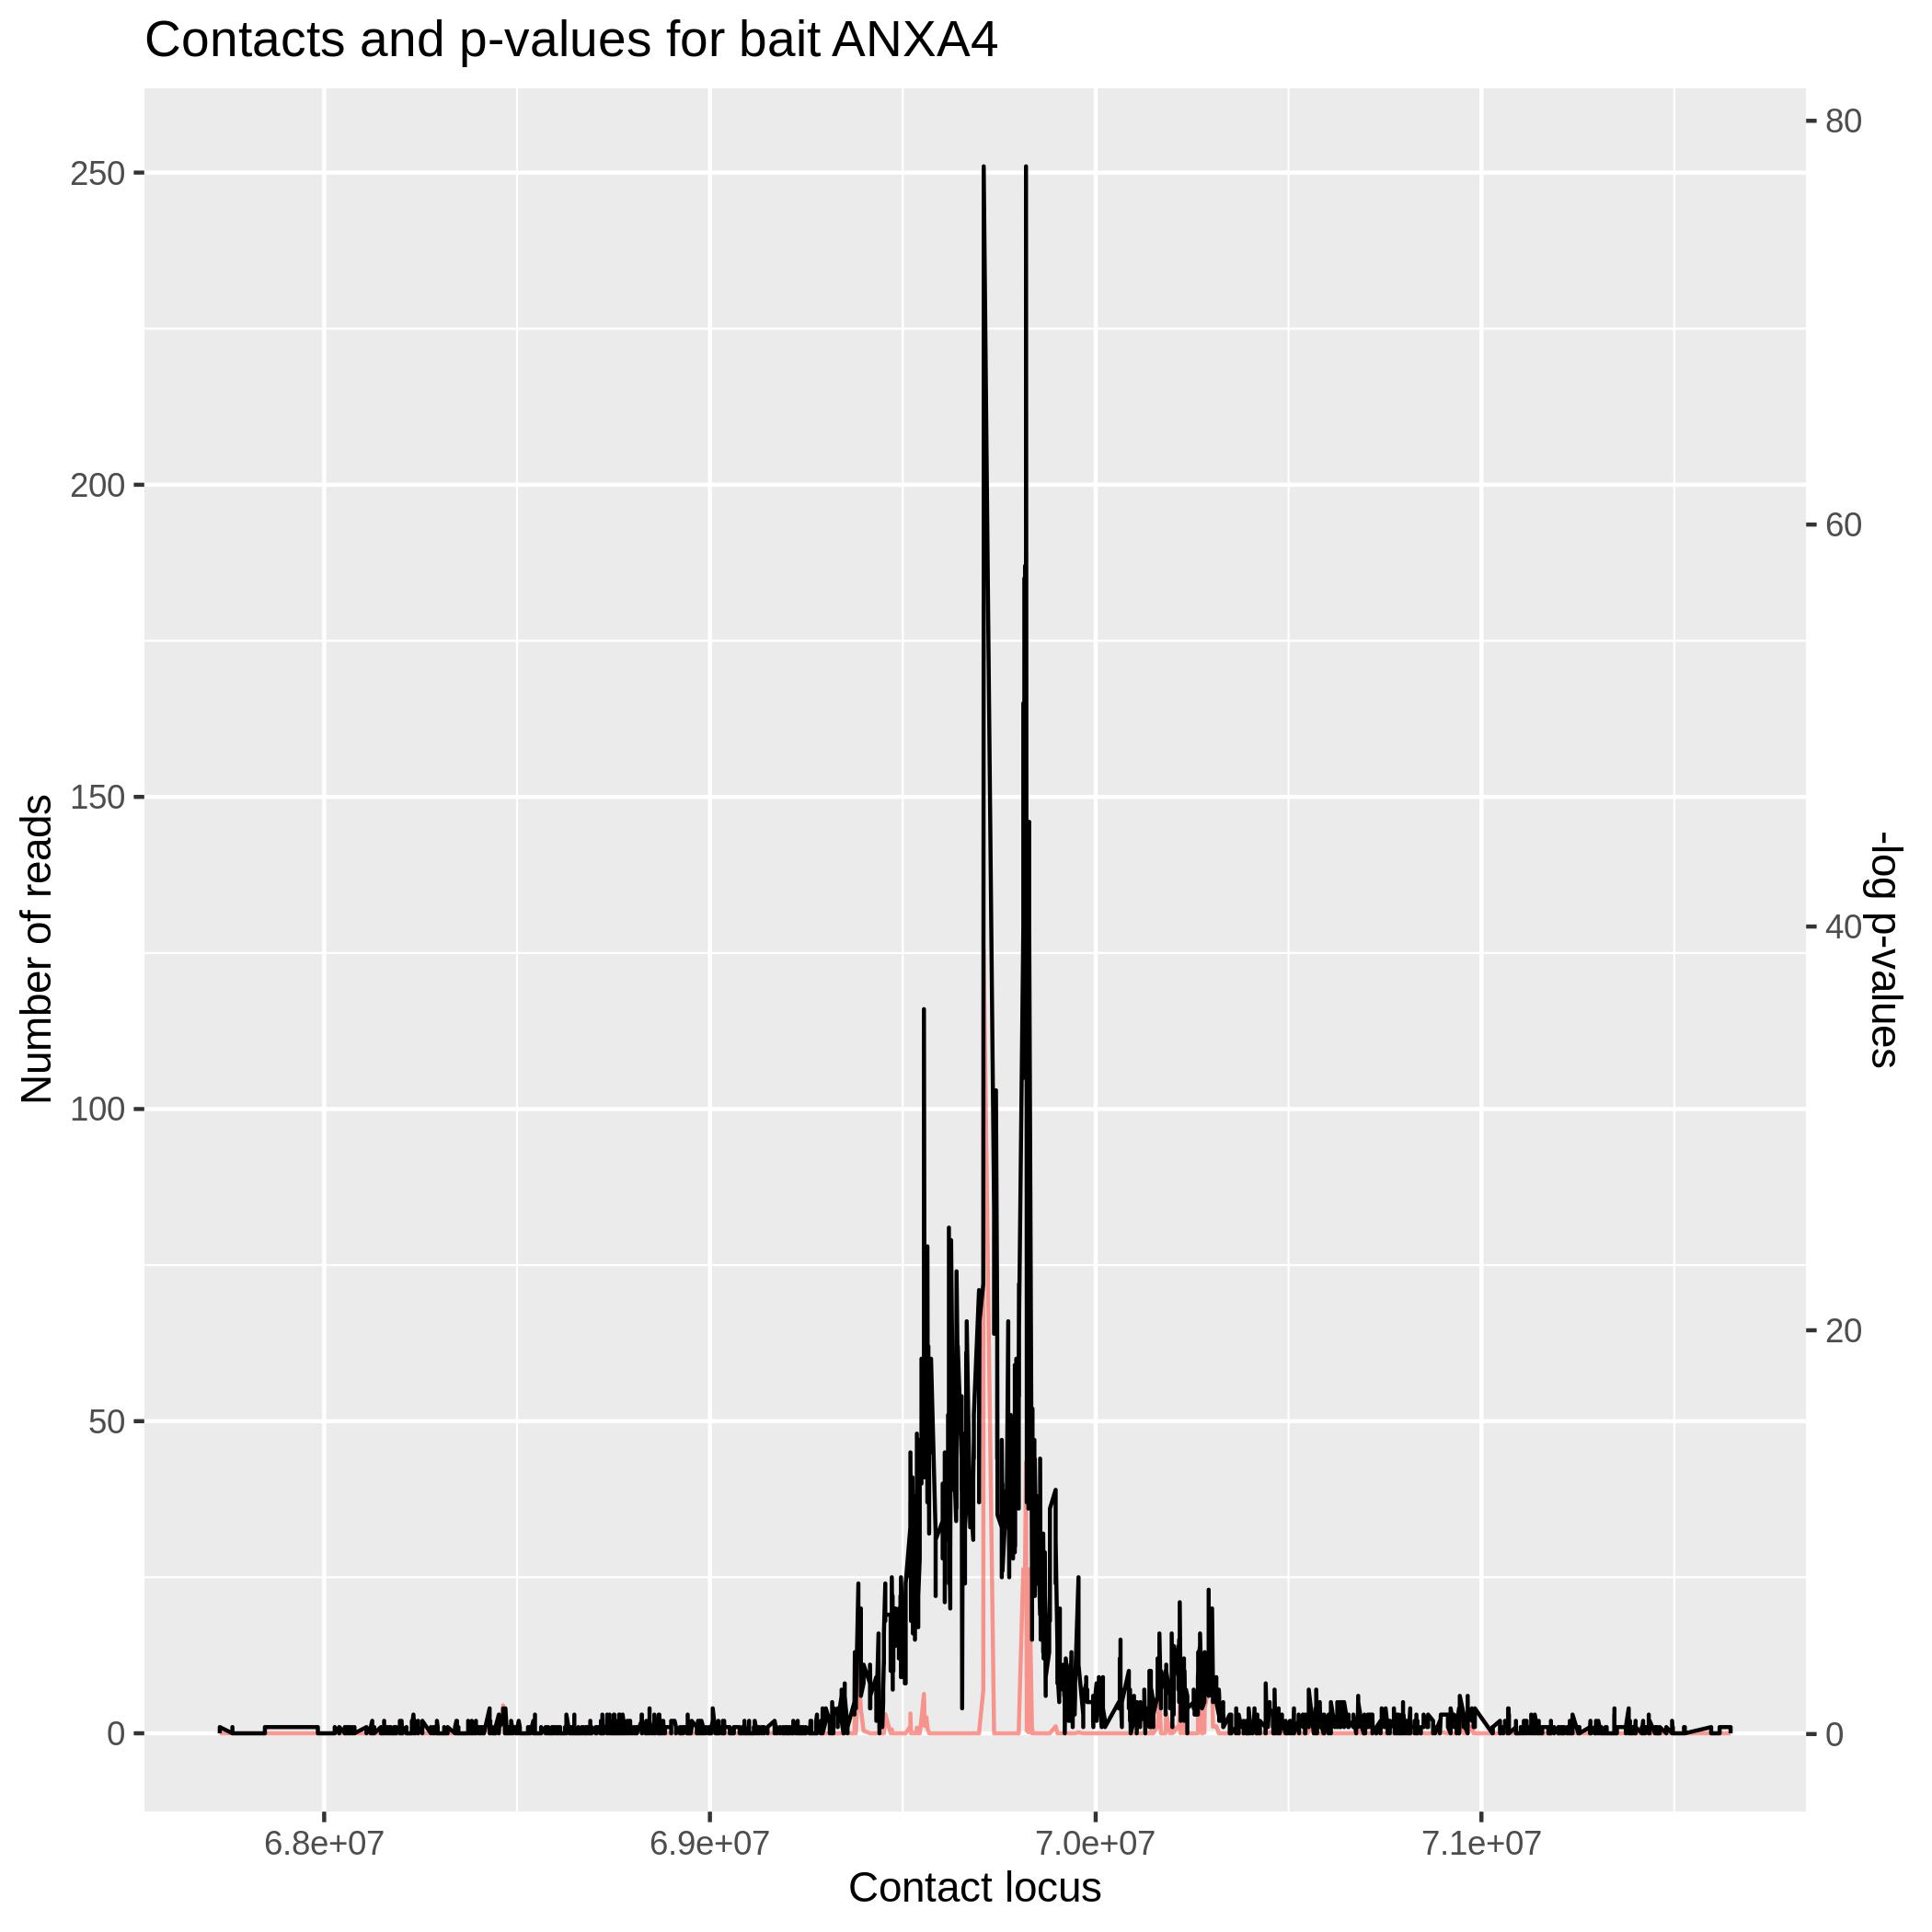 Contacts and p-values for bait ANXA4
Number of reads
250
200
150
100
50
0
80
60
40
20
0
-log p-values
6.8e+07 6.9e+07 7.0e+07 7.1e+07
Contact locus